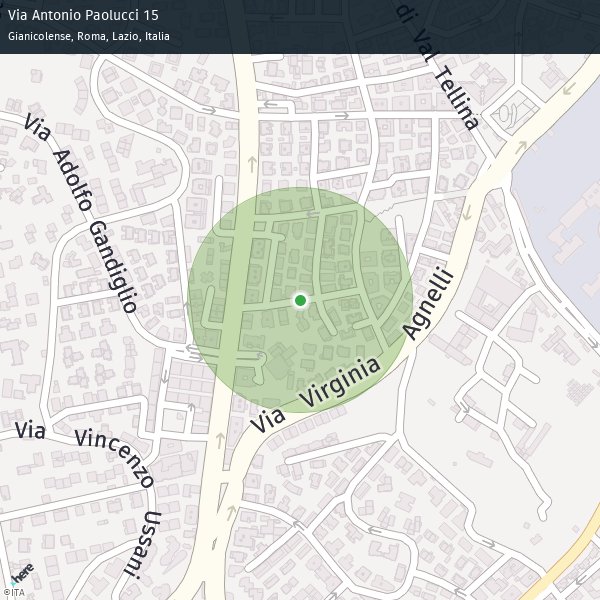 Via Antonio Paolucci 15
Gianicolense, Roma, Lazio, Italia
di Val Tellina
Via Adolfo Gandiglio
Via Virginia Agnelli
Via Vincenzo Ussani
here
©ITA